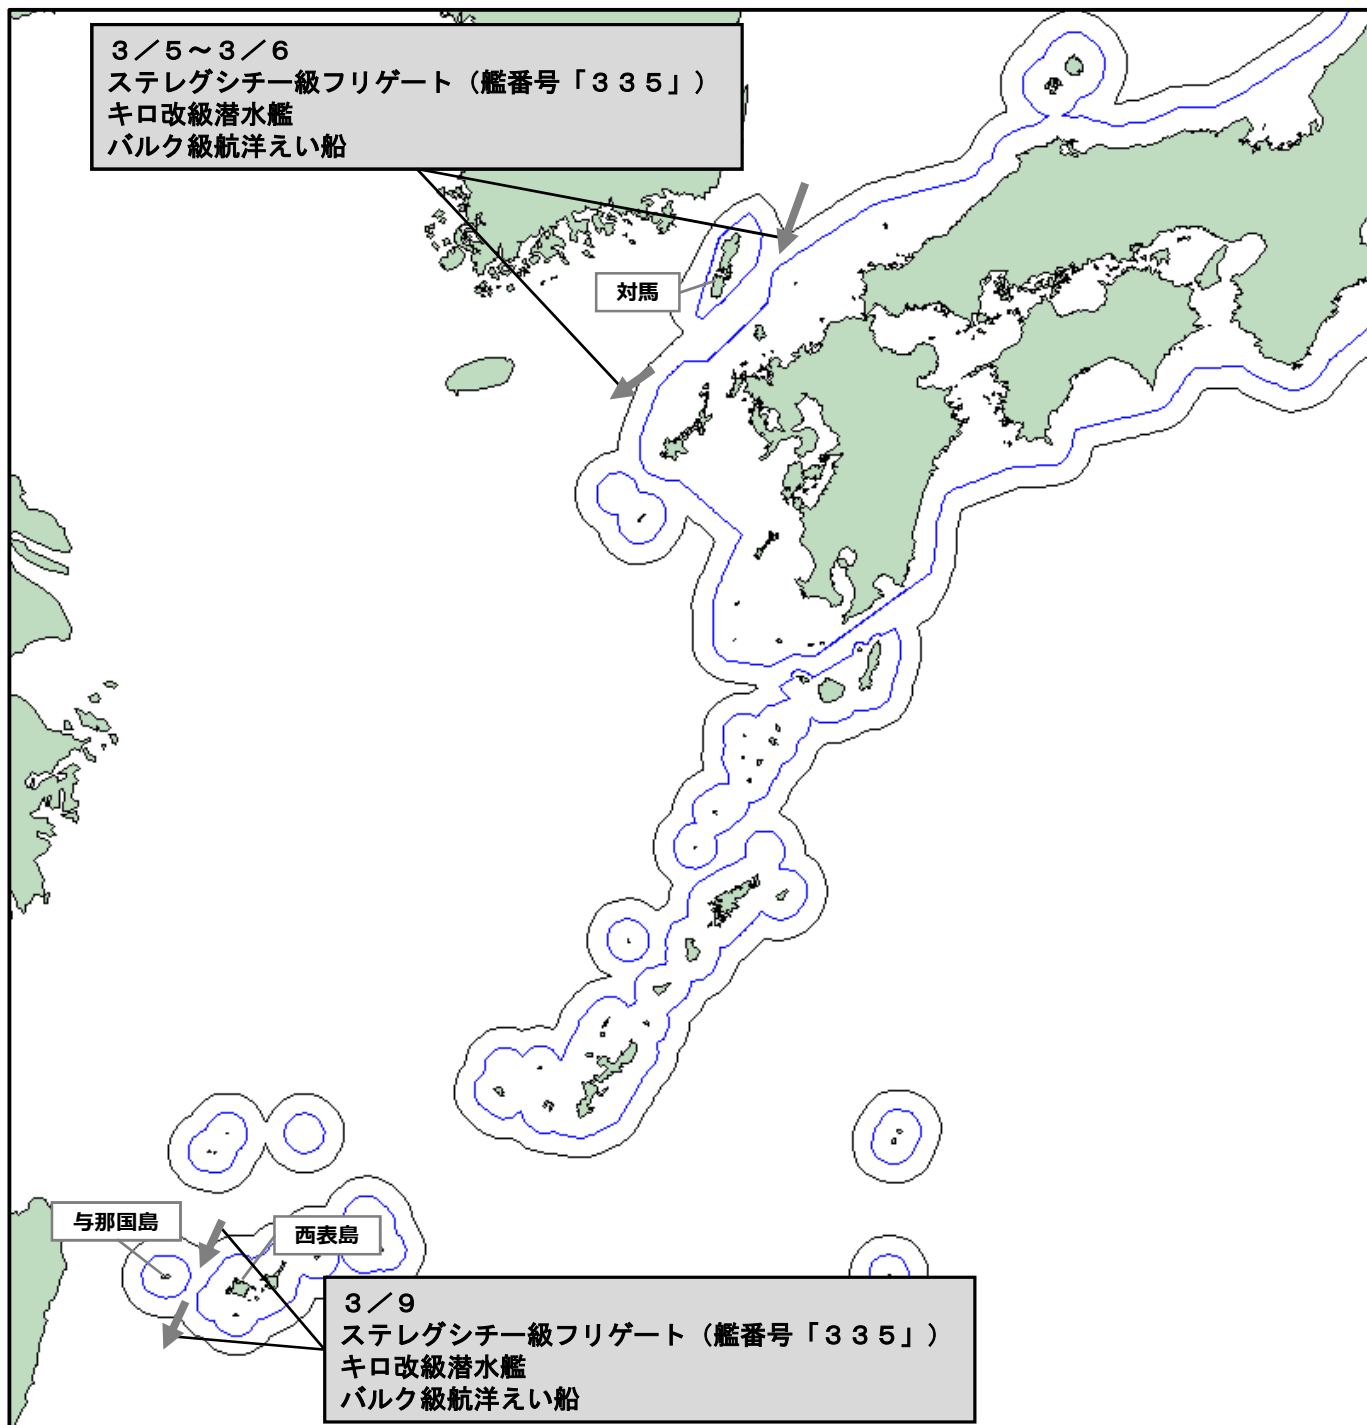 ３／５～３／６
ステレグシチー級フリゲート（艦番号「３３５」）
キロ改級潜水艦
バルク級航洋えい船
対馬
与那国島
西表島
３／９
ステレグシチー級フリゲート（艦番号「３３５」）
キロ改級潜水艦
バルク級航洋えい船